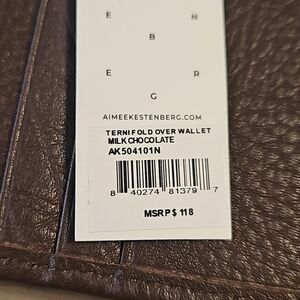 E N
B
E R
G
AIMEEKESTENBERG.COM
TERNI FOLD OVER WALLET
MILK CHOCOLATE
AK504101N
8 40274 81379 7
MSRP $ 118